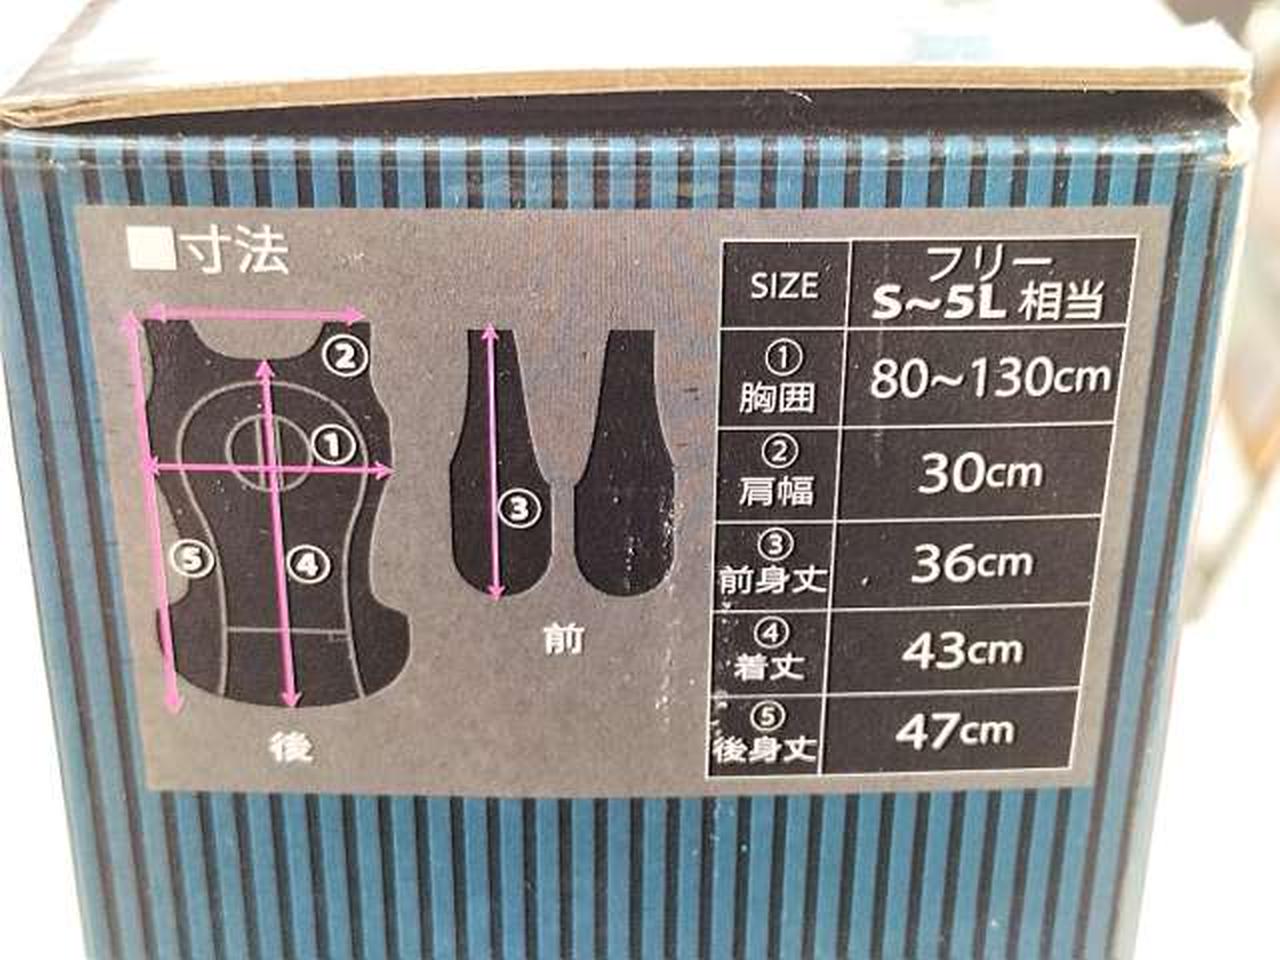 ■寸法
②
①
⑤
④
後
③
前
SIZE
フリー
S~5L 相当
①
胸囲
80~130cm
②
肩幅
30cm
③
前身丈
36cm
④
着丈
43cm
⑤
後身丈
47cm